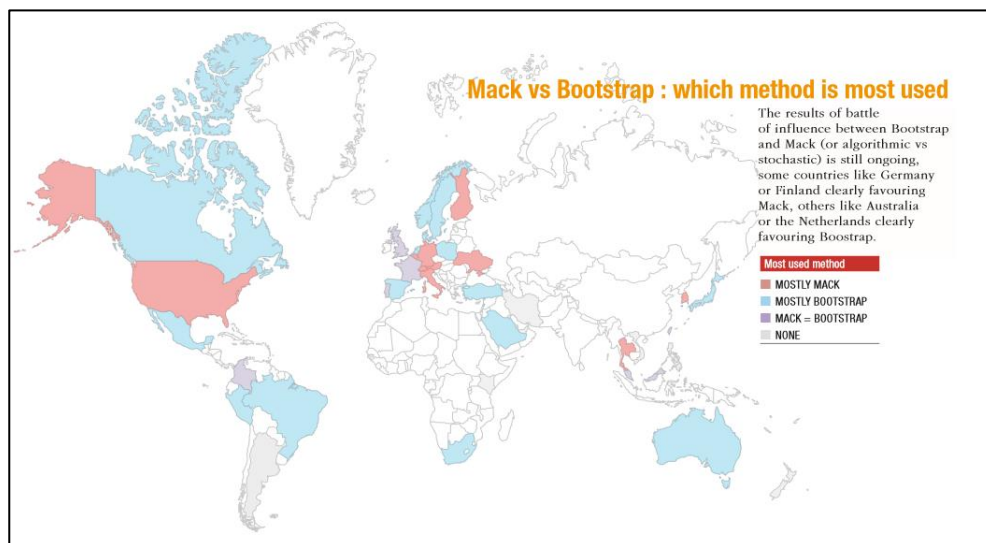 Mack vs Bootstrap : which method is most used
The results of battle
of influence between Bootstrap
and Mack (or algorithmic vs
stochastic) is still ongoing,
some countries like Germany
or Finland clearly favouring
Mack, others like Australia
or the Netherlands clearly
favouring Boostrap.
Most used method
MOSTLY MACK
MOSTLY BOOTSTRAP
MACK = BOOTSTRAP
NONE